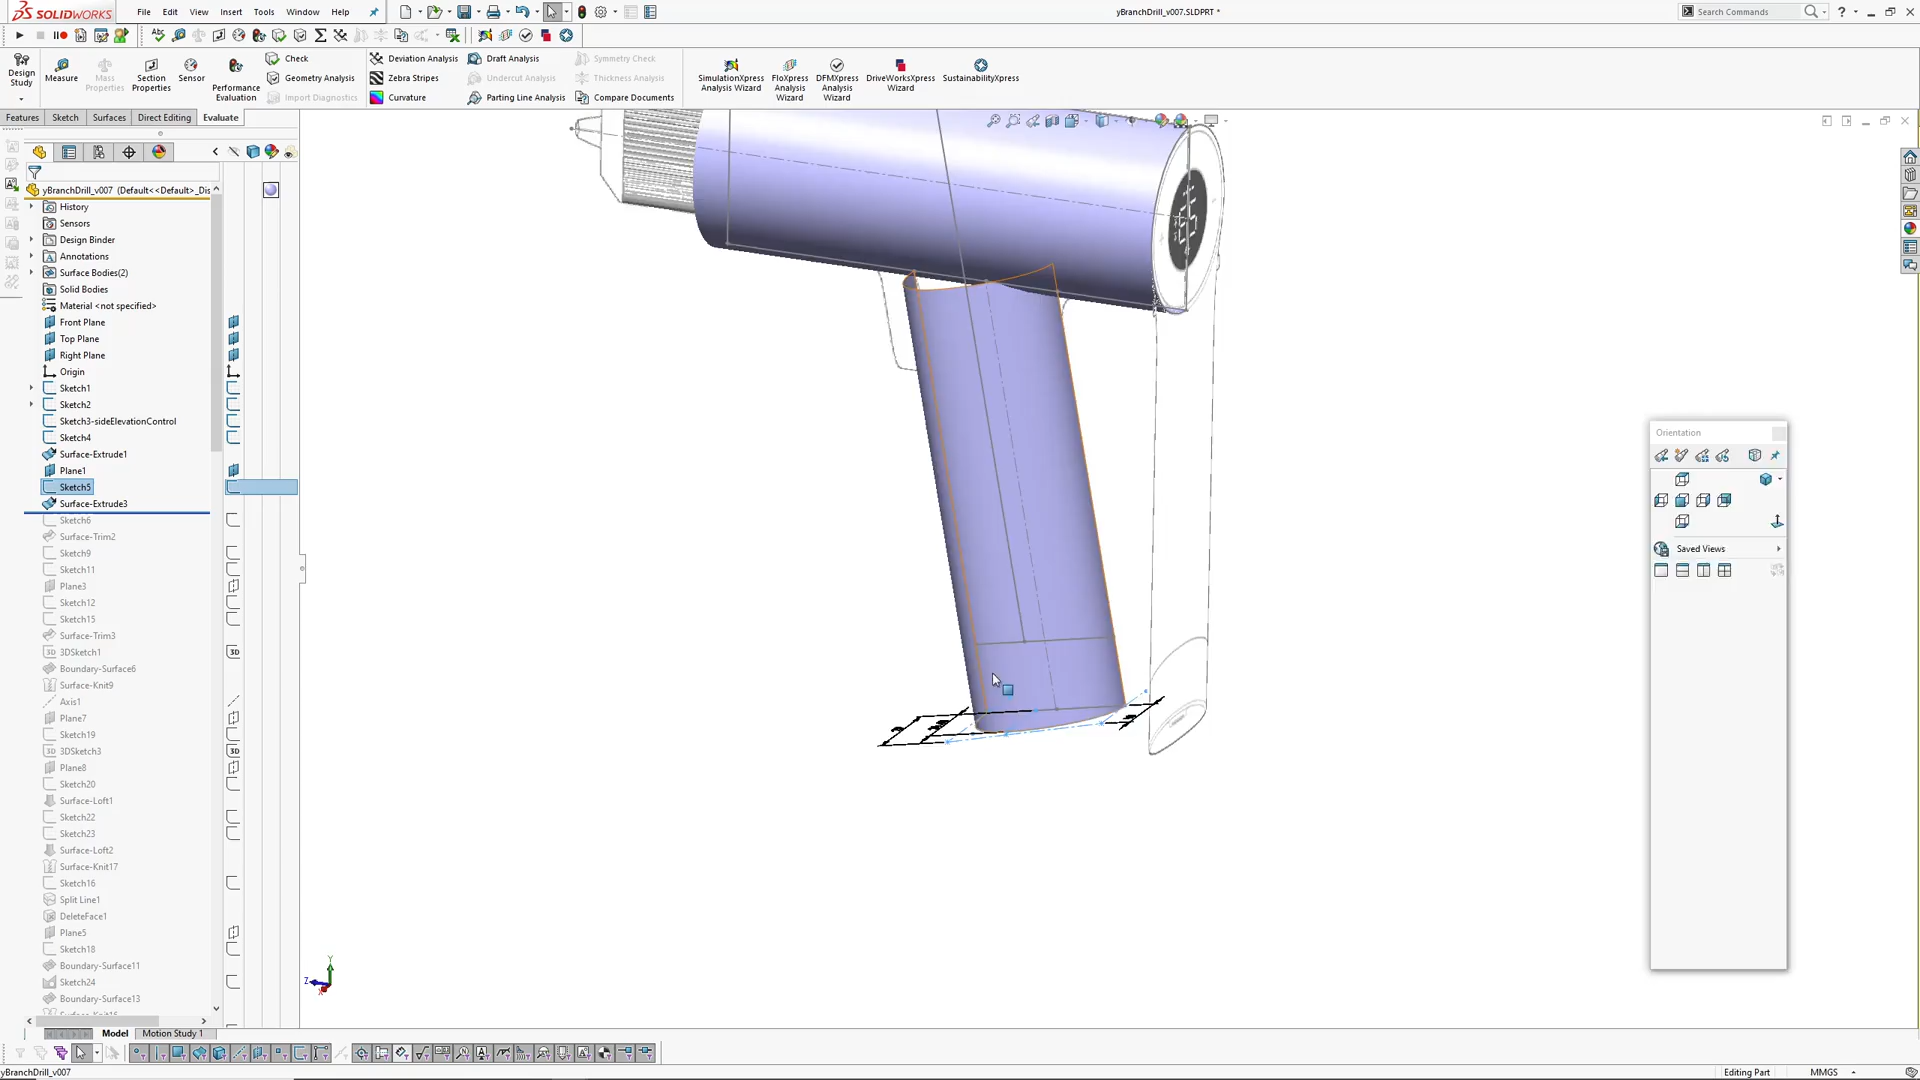 SOLIDWORKS
File Edit View Insert Tools Window Help
yBranchDrill_v007.SLDPRT *
Search Commands
Design Study
Measure
Mass Properties
Section Properties
Sensor
Performance Evaluation
Check
Geometry Analysis
Import Diagnostics
Deviation Analysis
Zebra Stripes
Curvature
Draft Analysis
Undercut Analysis
Parting Line Analysis
Symmetry Check
Thickness Analysis
Compare Documents
SimulationXpress Analysis Wizard
FloXpress Analysis Wizard
DFMXpress Analysis Wizard
DriveWorksXpress Wizard
SustainabilityXpress
Features Sketch Surfaces Direct Editing Evaluate
yBranchDrill_v007 (Default<<Default>_Dis
History
Sensors
Design Binder
Annotations
Surface Bodies(2)
Solid Bodies
Material <not specified>
Front Plane
Top Plane
Right Plane
Origin
Sketch1
Sketch2
Sketch3-sideElevationControl
Sketch4
Surface-Extrude1
Plane1
Sketch5
Surface-Extrude3
Sketch6
Surface-Trim2
Sketch9
Sketch11
Plane3
Sketch12
Sketch15
Surface-Trim3
3DSketch1
Boundary-Surface6
Surface-Knit9
Axis1
Plane7
Sketch19
3DSketch3
Plane8
Sketch20
Surface-Loft1
Sketch22
Sketch23
Surface-Loft2
Surface-Knit17
Sketch16
Split Line1
DeleteFace1
Plane5
Sketch18
Boundary-Surface11
Sketch24
Boundary-Surface13
Orientation
Saved Views
Y
Z
X
Model Motion Study 1
yBranchDrill_v007
Editing Part
MMGS